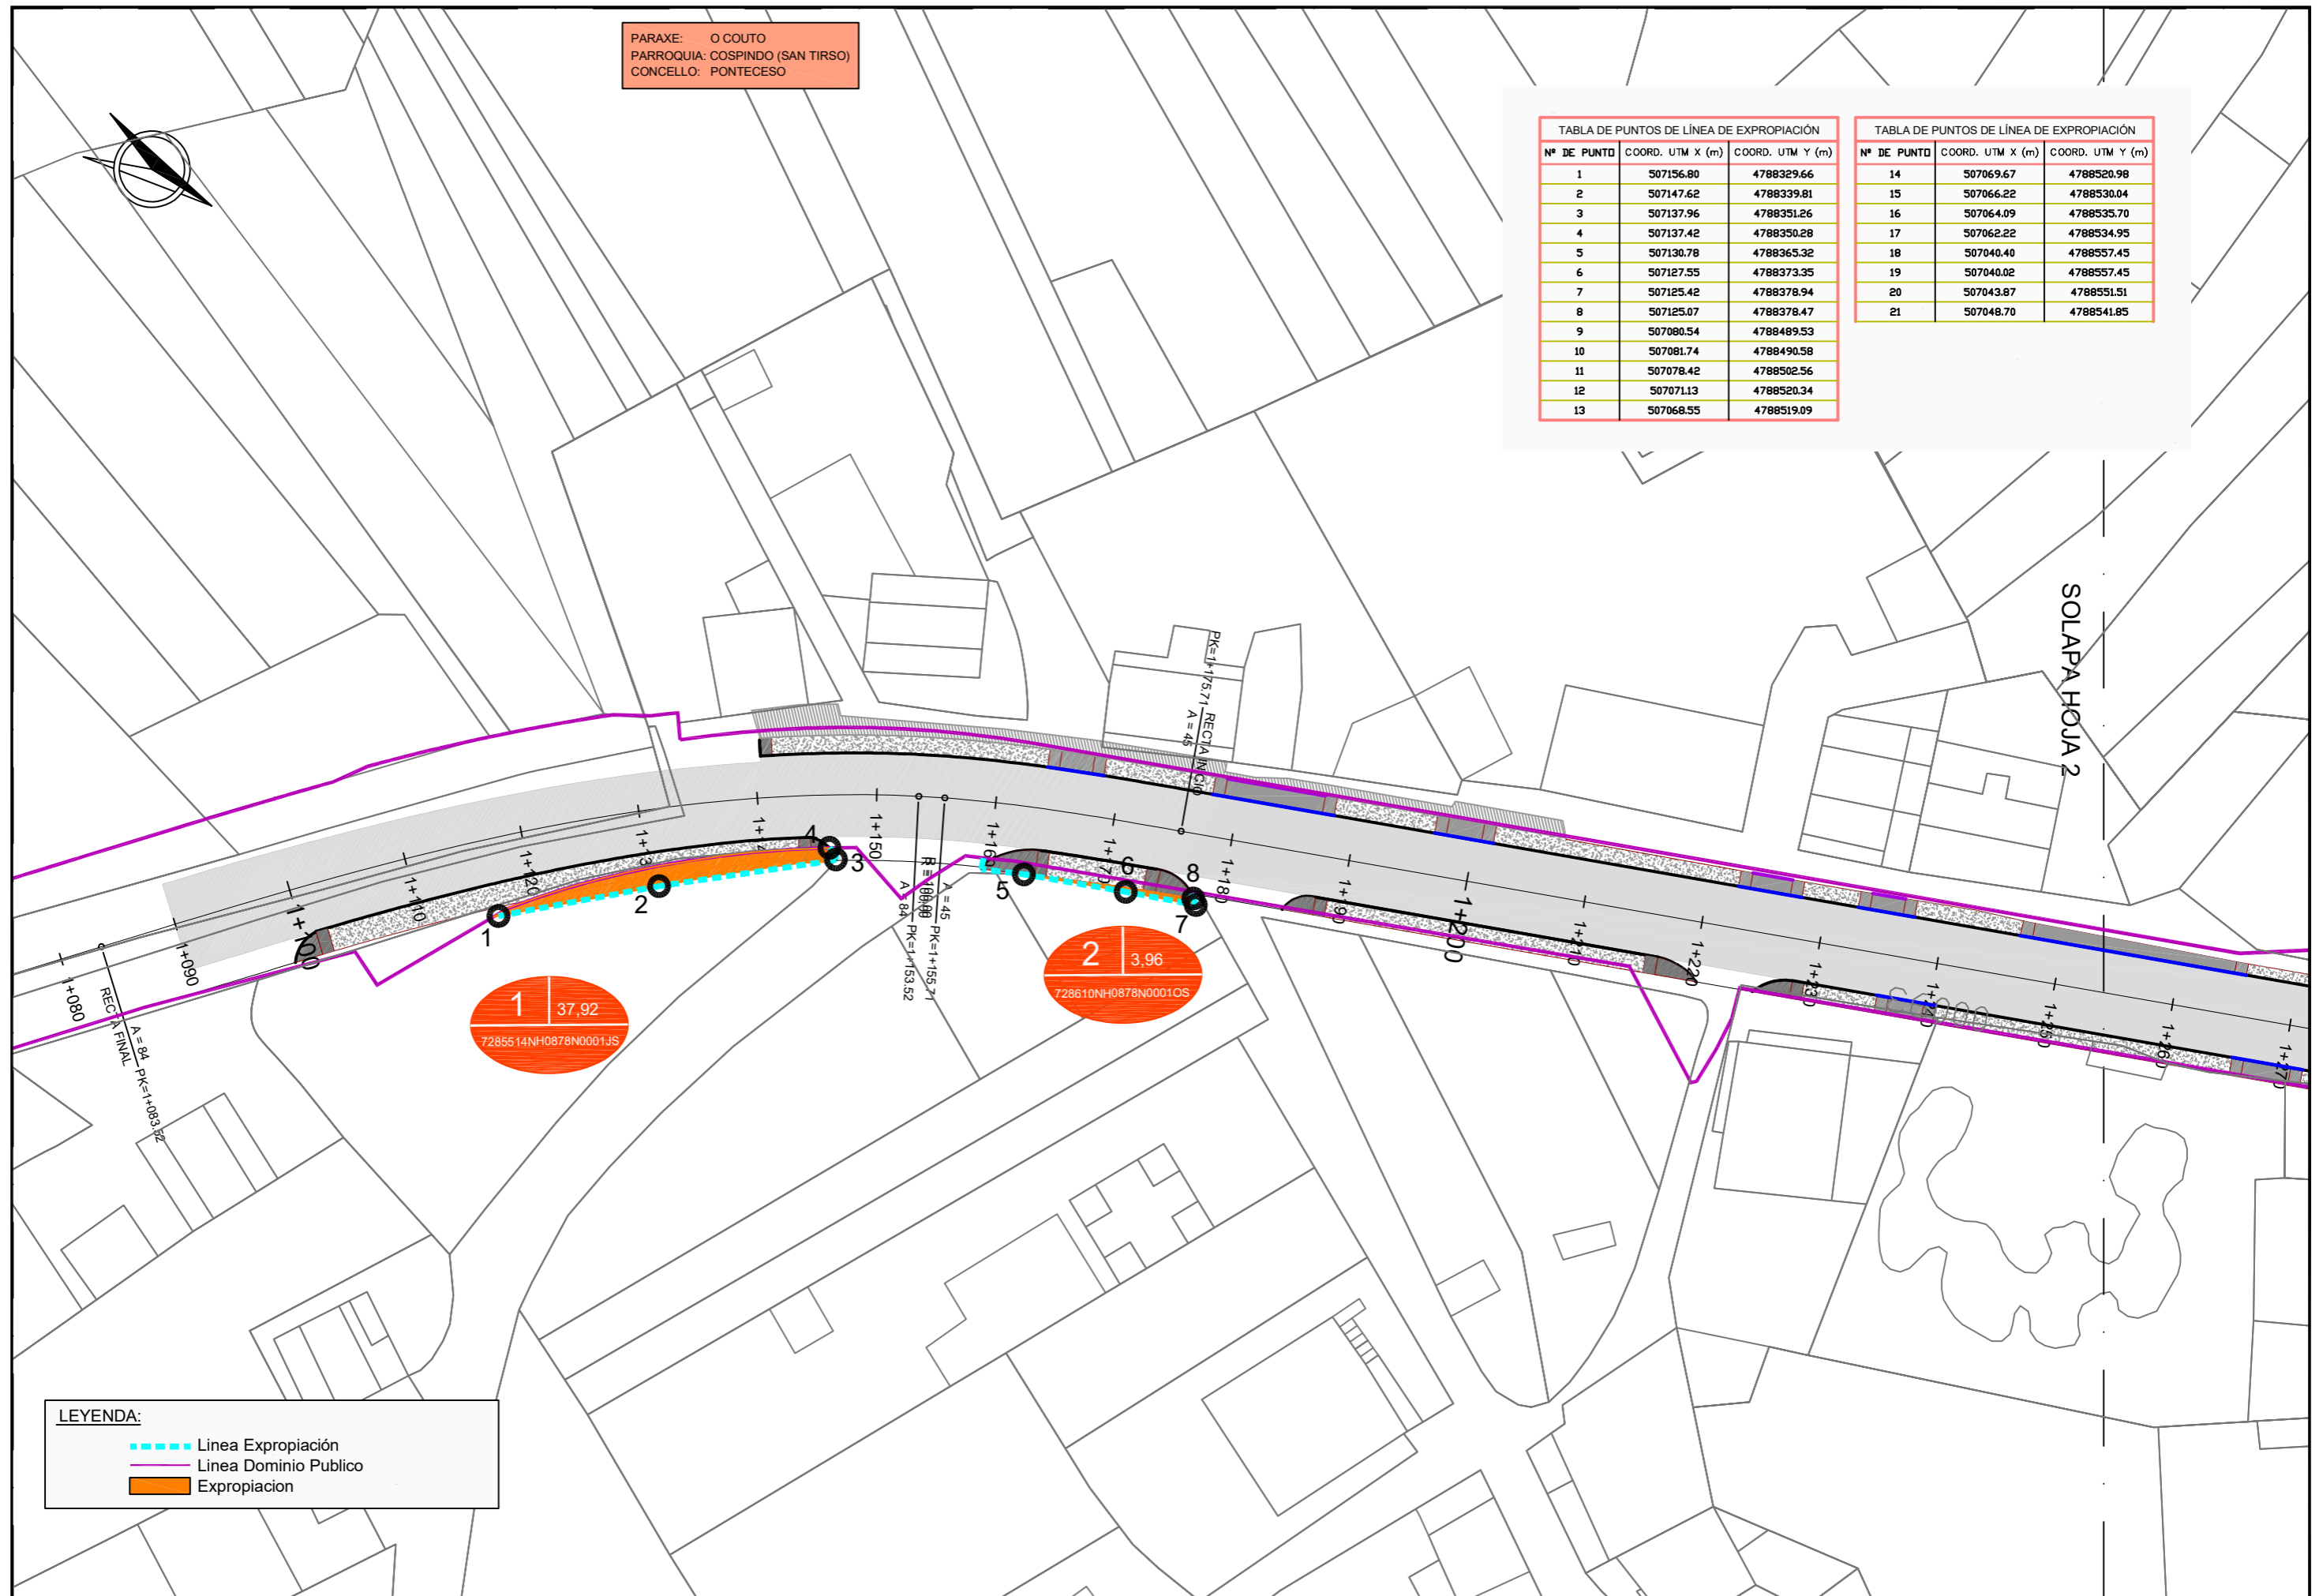 PARAXE: O COUTO
PARROQUIA: COSPINDO (SAN TIRSO)
CONCELLO: PONTECESO
TABLA DE PUNTOS DE LÍNEA DE EXPROPIACIÓN
Nº DE PUNTO COORD. UTM X (m) COORD. UTM Y (m)
1 507156.80 4788329.66
2 507147.62 4788339.81
3 507137.96 4788351.26
4 507137.42 4788350.28
5 507130.78 4788365.32
6 507127.55 4788373.35
7 507125.42 4788378.94
8 507125.07 4788378.47
9 507080.54 4788489.53
10 507081.74 4788490.58
11 507078.42 4788502.56
12 507071.13 4788520.34
13 507068.55 4788519.09
TABLA DE PUNTOS DE LÍNEA DE EXPROPIACIÓN
Nº DE PUNTO COORD. UTM X (m) COORD. UTM Y (m)
14 507069.67 4788520.98
15 507066.22 4788530.04
16 507064.09 4788535.70
17 507062.22 4788534.95
18 507040.40 4788557.45
19 507040.02 4788557.45
20 507043.87 4788551.51
21 507048.70 4788541.85
SOLAPA HOJA 2
PK=1+175.71 RECTA INICIO
A = 45
1+080
1+090
1+100
1+110
1+120
1+150
1+170
1+180
1+190
1+200
1+210
1+220
1+230
1+240
1+250
1+260
1+27
1
2
3
4
5
6
7
8
RECTA FINAL
A = 84 PK=1+083.52
A = 84 PK=1+153.52
A = 45 PK=1+155.71
1 37,92
7285514NH0878N0001JS
2 3,96
728610NH0878N0001OS
LEYENDA:
Linea Expropiación
Linea Dominio Publico
Expropiacion